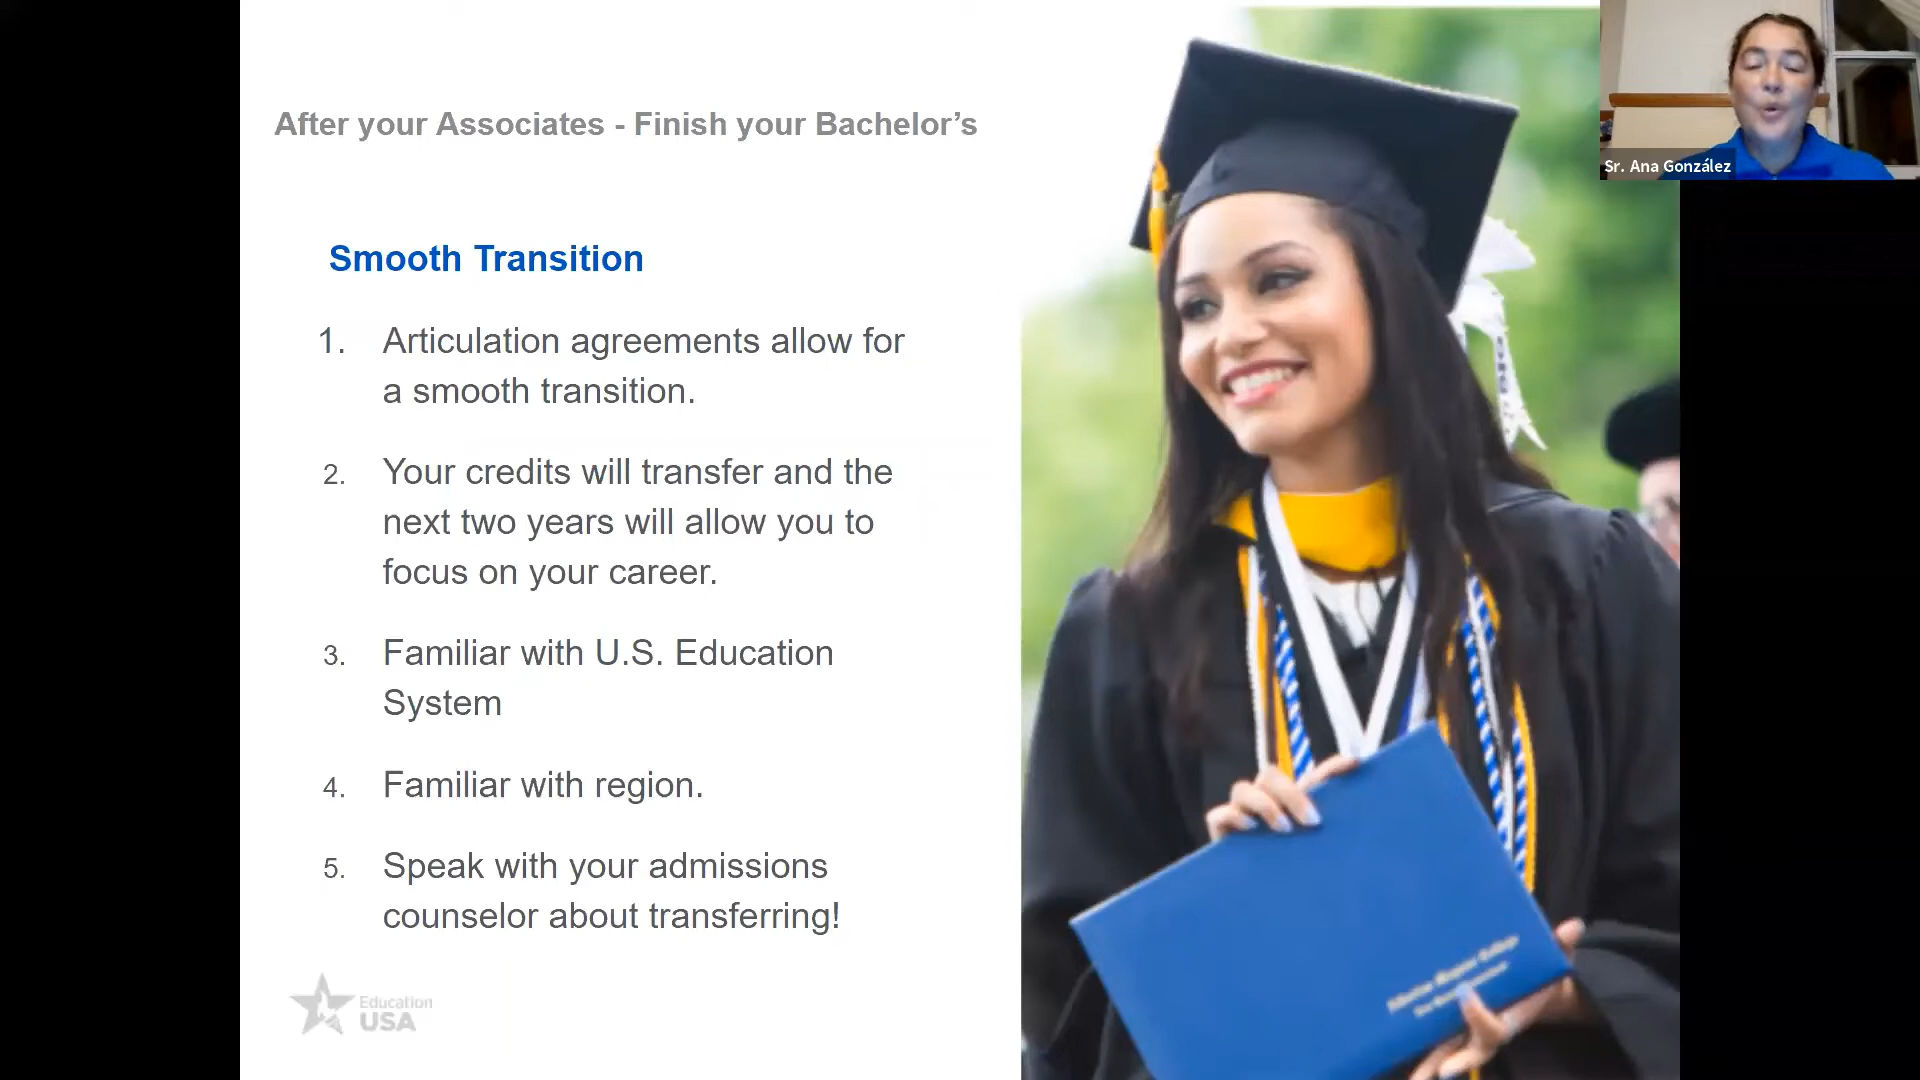 After your Associates - Finish your Bachelor's
Sr. Ana González
Smooth Transition
1. Articulation agreements allow for
a smooth transition.
2. Your credits will transfer and the
next two years will allow you to
focus on your career.
3. Familiar with U.S. Education
System
4. Familiar with region.
5. Speak with your admissions
counselor about transferring!
Education
USA